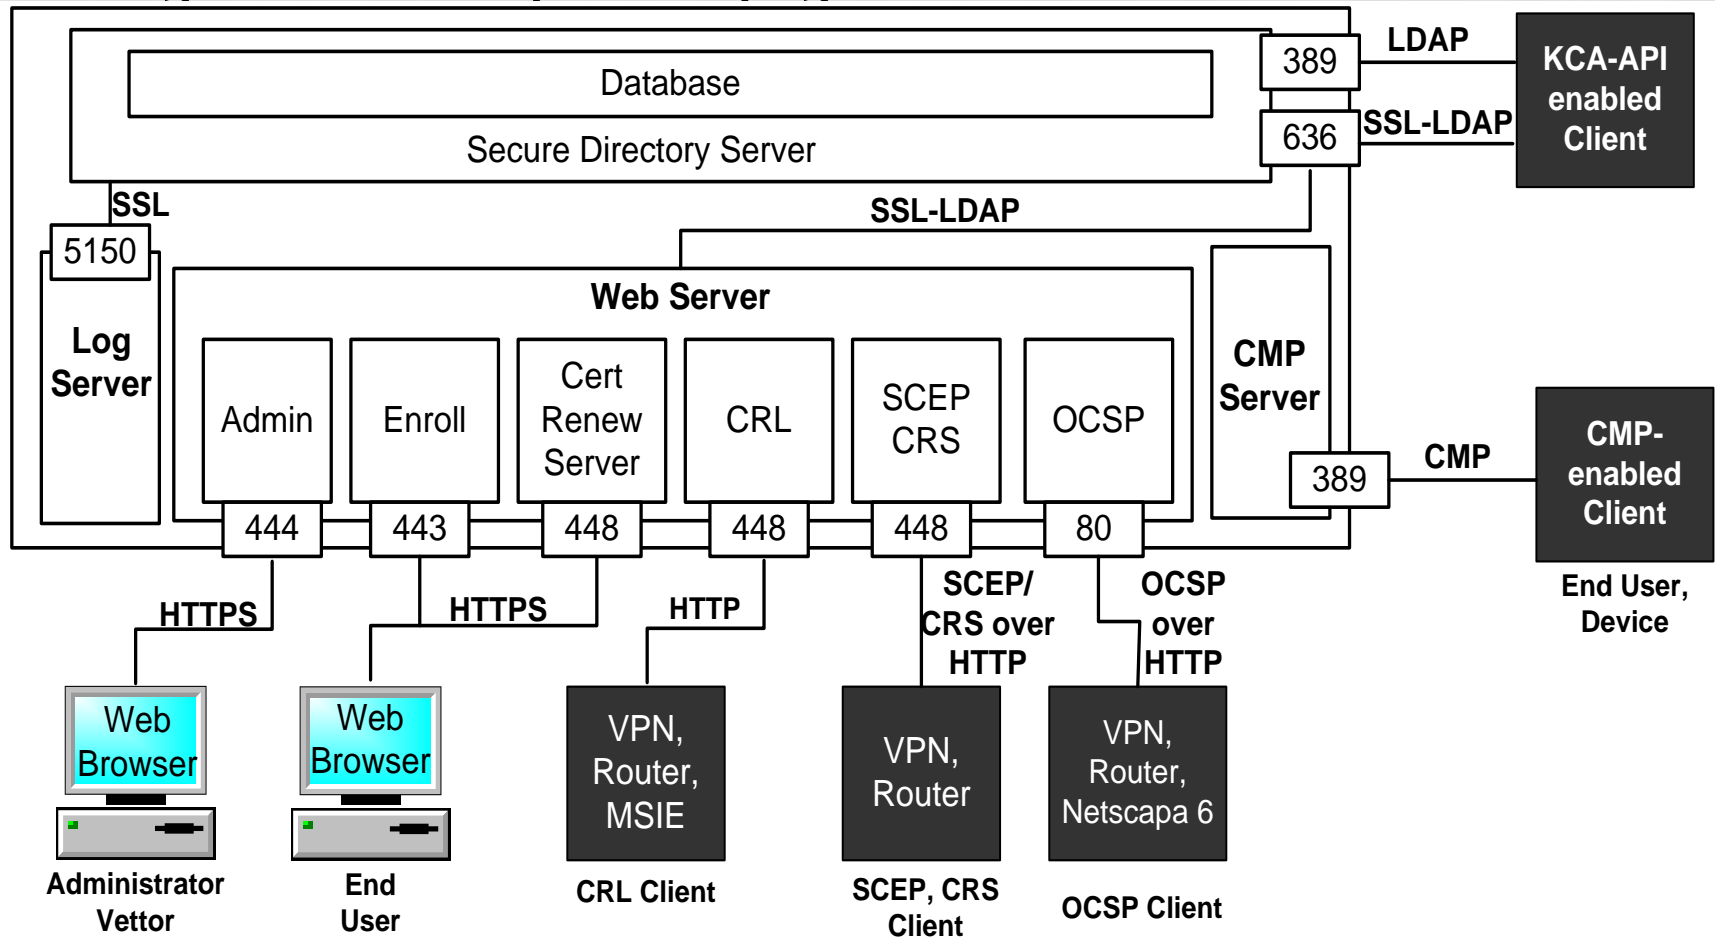 Database
Secure Directory Server
389
LDAP
KCA-API
enabled
Client
636
SSL-LDAP
SSL
SSL-LDAP
5150
Log
Server
Web Server
Admin
Enroll
Cert
Renew
Server
CRL
SCEP
CRS
OCSP
CMP
Server
389
CMP
CMP-
enabled
Client
End User,
Device
444
443
448
448
448
80
HTTPS
HTTPS
HTTP
SCEP/
CRS over
HTTP
OCSP
over
HTTP
Web
Browser
Administrator
Vettor
Web
Browser
End
User
VPN,
Router,
MSIE
CRL Client
VPN,
Router
SCEP, CRS
Client
VPN,
Router,
Netscapa 6
OCSP Client